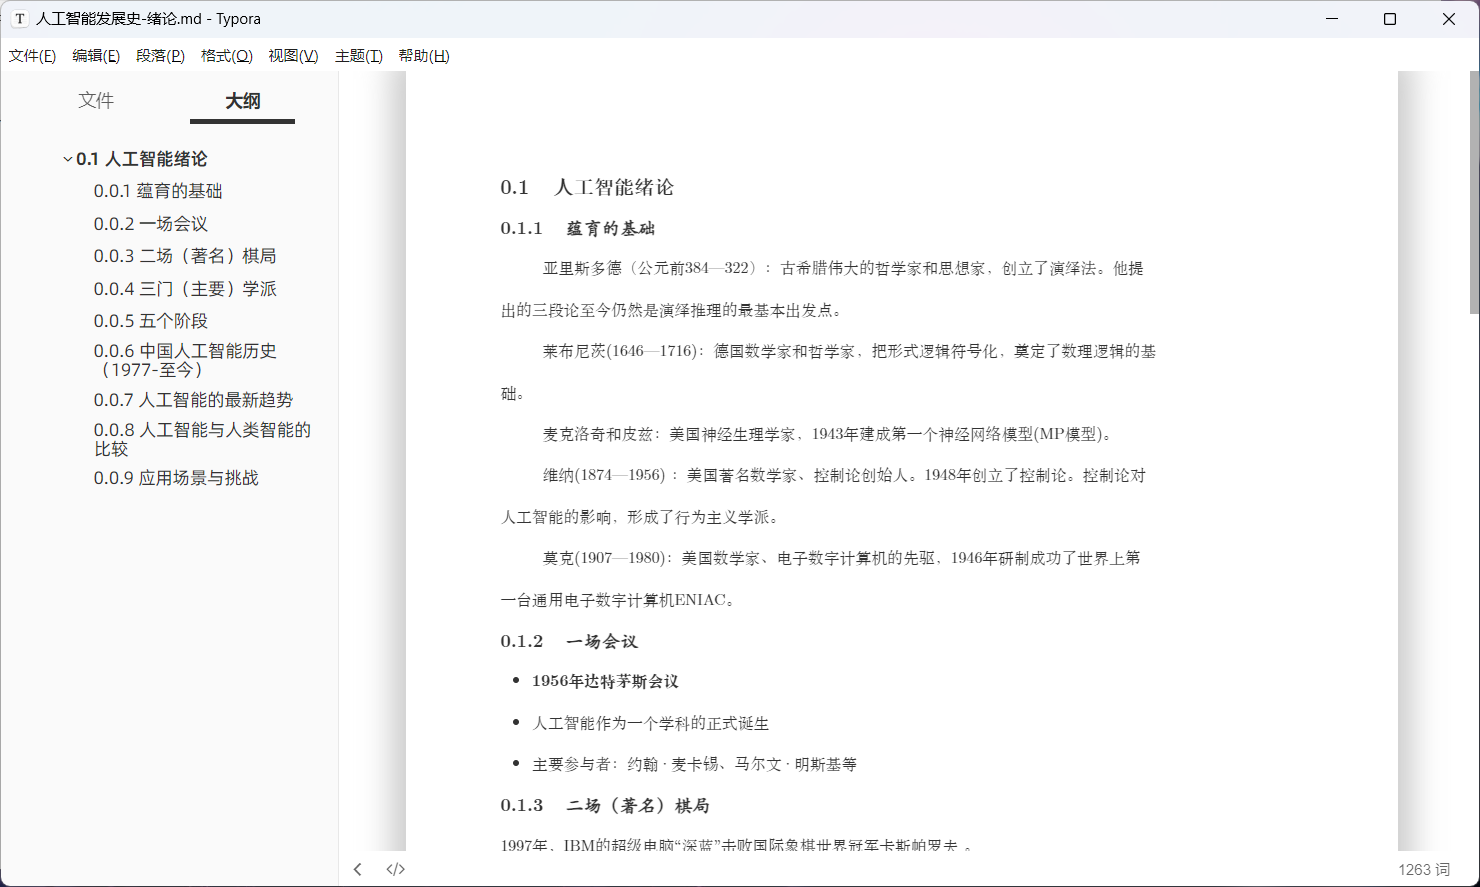 T 人工智能发展史-绪论.md - Typora
文件(F) 编辑(E) 段落(P) 格式(O) 视图(V) 主题(T) 帮助(H)
文件 大纲
0.1 人工智能绪论
0.0.1 蕴育的基础
0.0.2 一场会议
0.0.3 二场（著名）棋局
0.0.4 三门（主要）学派
0.0.5 五个阶段
0.0.6 中国人工智能历史
（1977-至今）
0.0.7 人工智能的最新趋势
0.0.8 人工智能与人类智能的
比较
0.0.9 应用场景与挑战
0.1 人工智能绪论
0.1.1 蕴育的基础
亚里斯多德（公元前384—322）：古希腊伟大的哲学家和思想家，创立了演绎法。他提
出的三段论至今仍然是演绎推理的最基本出发点。
莱布尼茨(1646—1716)：德国数学家和哲学家，把形式逻辑符号化，奠定了数理逻辑的基
础。
麦克洛奇和皮兹：美国神经生理学家，1943年建成第一个神经网络模型(MP模型)。
维纳(1874—1956) ：美国著名数学家、控制论创始人。1948年创立了控制论。控制论对
人工智能的影响，形成了行为主义学派。
莫克(1907—1980)：美国数学家、电子数字计算机的先驱，1946年研制成功了世界上第
一台通用电子数字计算机ENIAC。
0.1.2 一场会议
1956年达特茅斯会议
人工智能作为一个学科的正式诞生
主要参与者：约翰·麦卡锡、马尔文·明斯基等
0.1.3 二场（著名）棋局
1997年，IBM的超级电脑“深蓝”击败国际象棋世界冠军卡斯帕罗夫 。
</> 1263 词